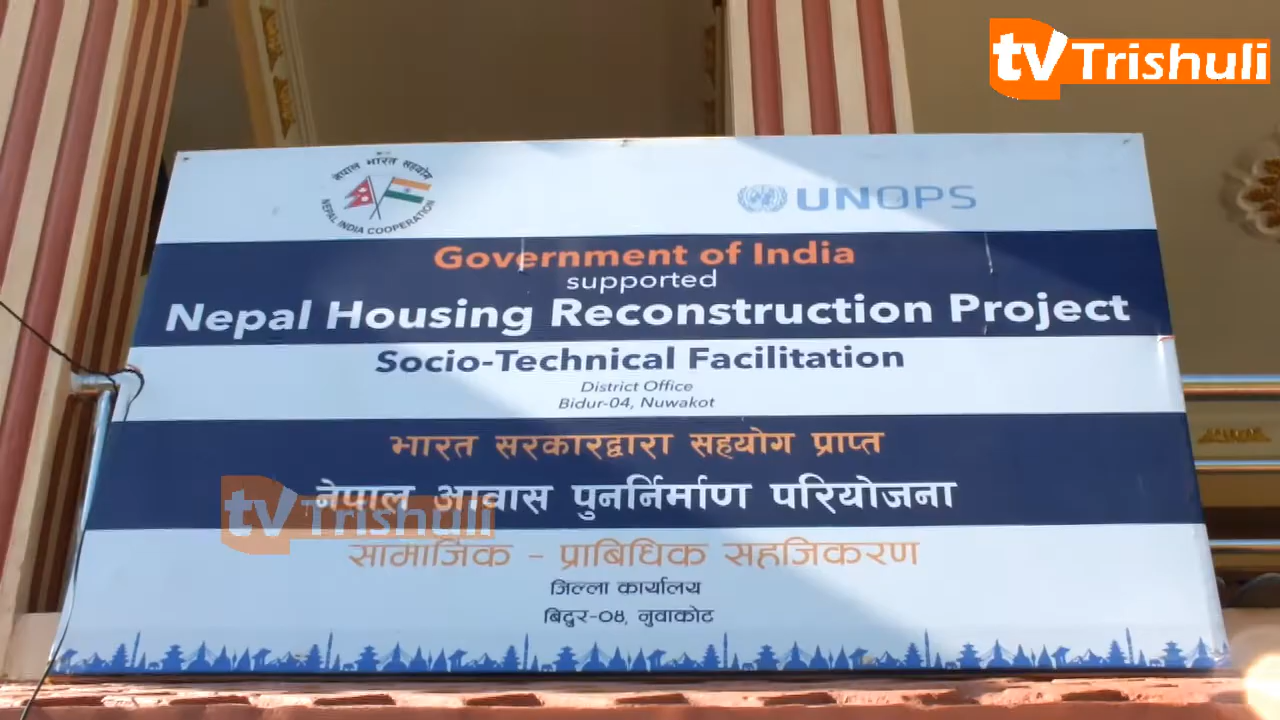 tv Trishuli
नेपाल भारत सहयोग
NEPAL INDIA COOPERATION
UNOPS
Government of India
supported
Nepal Housing Reconstruction Project
Socio-Technical Facilitation
District Office
Bidur-04, Nuwakot
भारत सरकारद्वारा सहयोग प्राप्त
नेपाल आवास पुनर्निर्माण परियोजना
tv Trishuli
सामाजिक - प्राबिधिक सहजिकरण
जिल्ला कार्यालय
बिदुर-०४, नुवाकोट